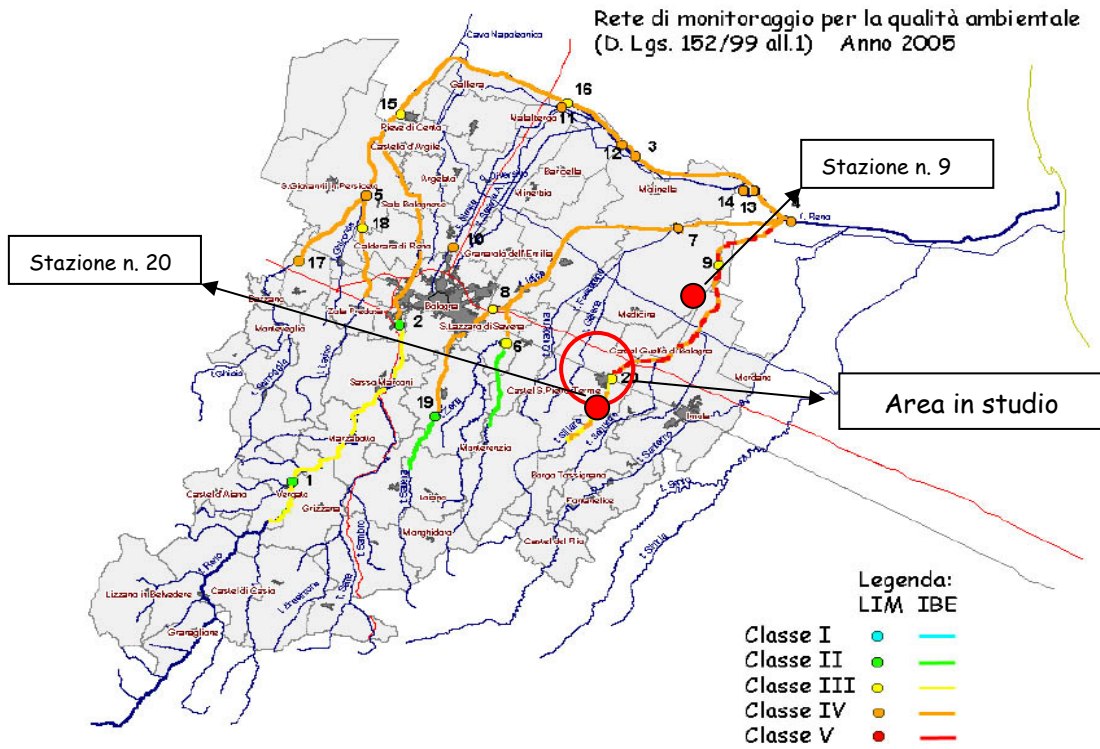 Rete di monitoraggio per la qualità ambientale
(D. Lgs. 152/99 all.1) Anno 2005
Cavo Napoleonico
Galliera
16
15
Pieve di Cento
Malalbergo
11
Castello d'Argile
12
3
Stazione n. 9
Argelato
Baricella
Minerbio
Molinella
S.Giovanni in Persiceto
5
Sala Bolognese
14
13
4
f. Reno
18
7
Calderara di Reno
10
Granarolo dell'Emilia
Stazione n. 20
17
9
Bazzano
Bologna
8
Zola Predosa
2
Medicina
S.Lazzaro di Savena
Monteveglio
6
Castel Guelfo di Bologna
Mordano
Sasso Marconi
20
Castel S.Pietro Terme
Area in studio
19
Imola
Marzabotto
Monterenzio
t. Sillaro
t. Santerno
Borgo Tossignano
1
Castel d'Aiano
Vergato
Loiano
Fontanelice
t. Senio
Grizzana
Monghidoro
Castel del Rio
t. Sambro
t. Savena
t. Reno
Lizzano in Belvedere
Castel di Casio
t. Setta
Granaglione
Legenda:
LIM IBE
Classe I
Classe II
Classe III
Classe IV
Classe V